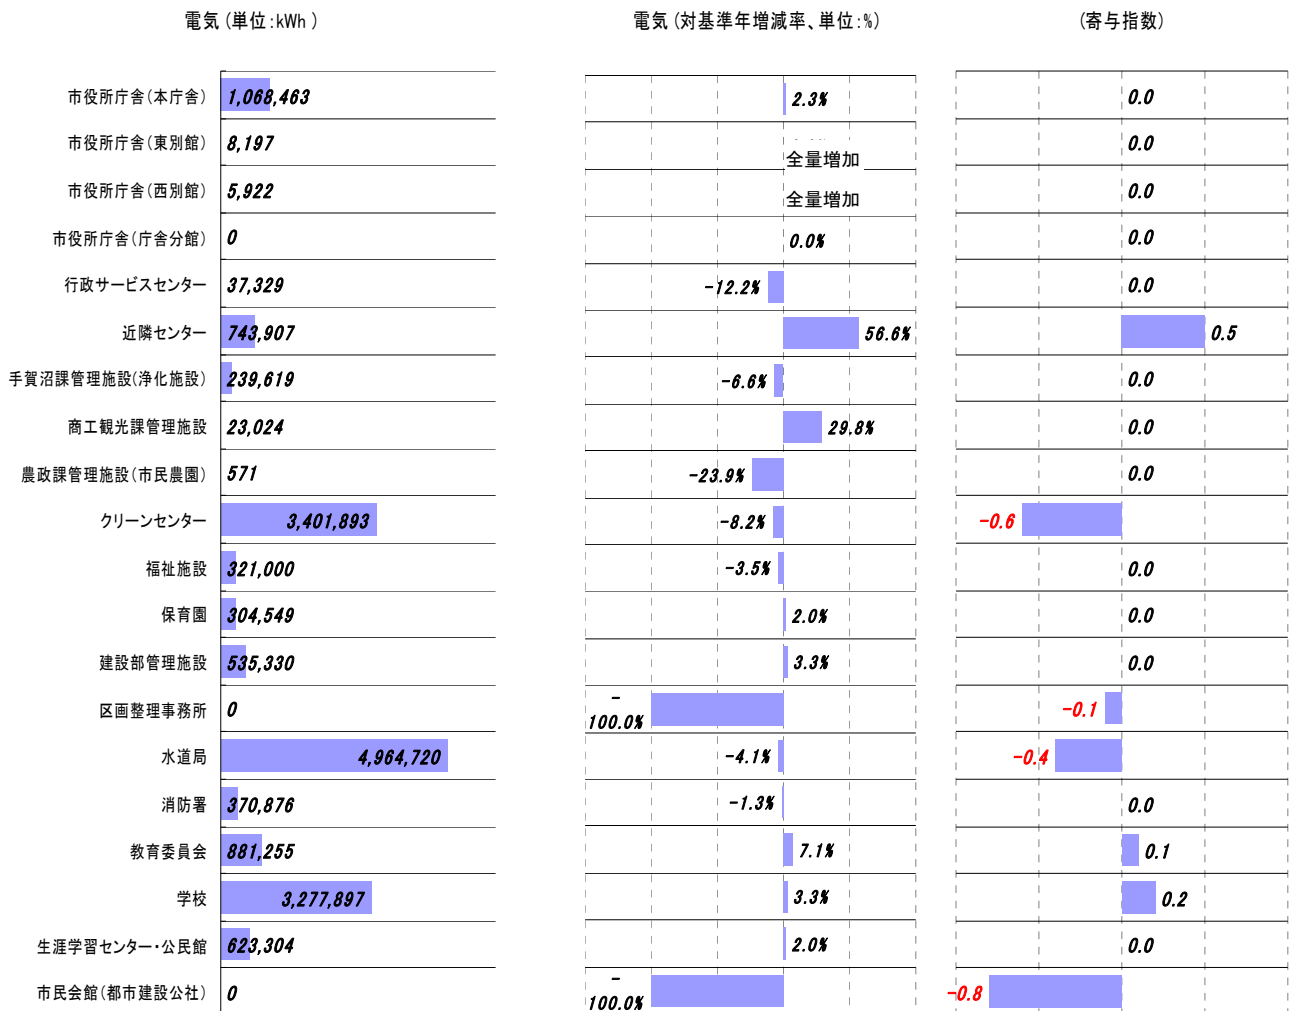 電気(単位:kWh) 電気(対基準年増減率、単位:%) (寄与指数)
市役所庁舎(本庁舎) 1,068,463 2.3% 0.0
市役所庁舎(東別館) 8,197 全量増加 0.0
市役所庁舎(西別館) 5,922 全量増加 0.0
市役所庁舎(庁舎分館) 0 0.0% 0.0
行政サービスセンター 37,329 -12.2% 0.0
近隣センター 743,907 56.6% 0.5
手賀沼課管理施設(浄化施設) 239,619 -6.6% 0.0
商工観光課管理施設 23,024 29.8% 0.0
農政課管理施設(市民農園) 571 -23.9% 0.0
クリーンセンター 3,401,893 -8.2% -0.6
福祉施設 321,000 -3.5% 0.0
保育園 304,549 2.0% 0.0
建設部管理施設 535,330 3.3% 0.0
区画整理事務所 0 -100.0% -0.1
水道局 4,964,720 -4.1% -0.4
消防署 370,876 -1.3% 0.0
教育委員会 881,255 7.1% 0.1
学校 3,277,897 3.3% 0.2
生涯学習センター・公民館 623,304 2.0% 0.0
市民会館(都市建設公社) 0 -100.0% -0.8